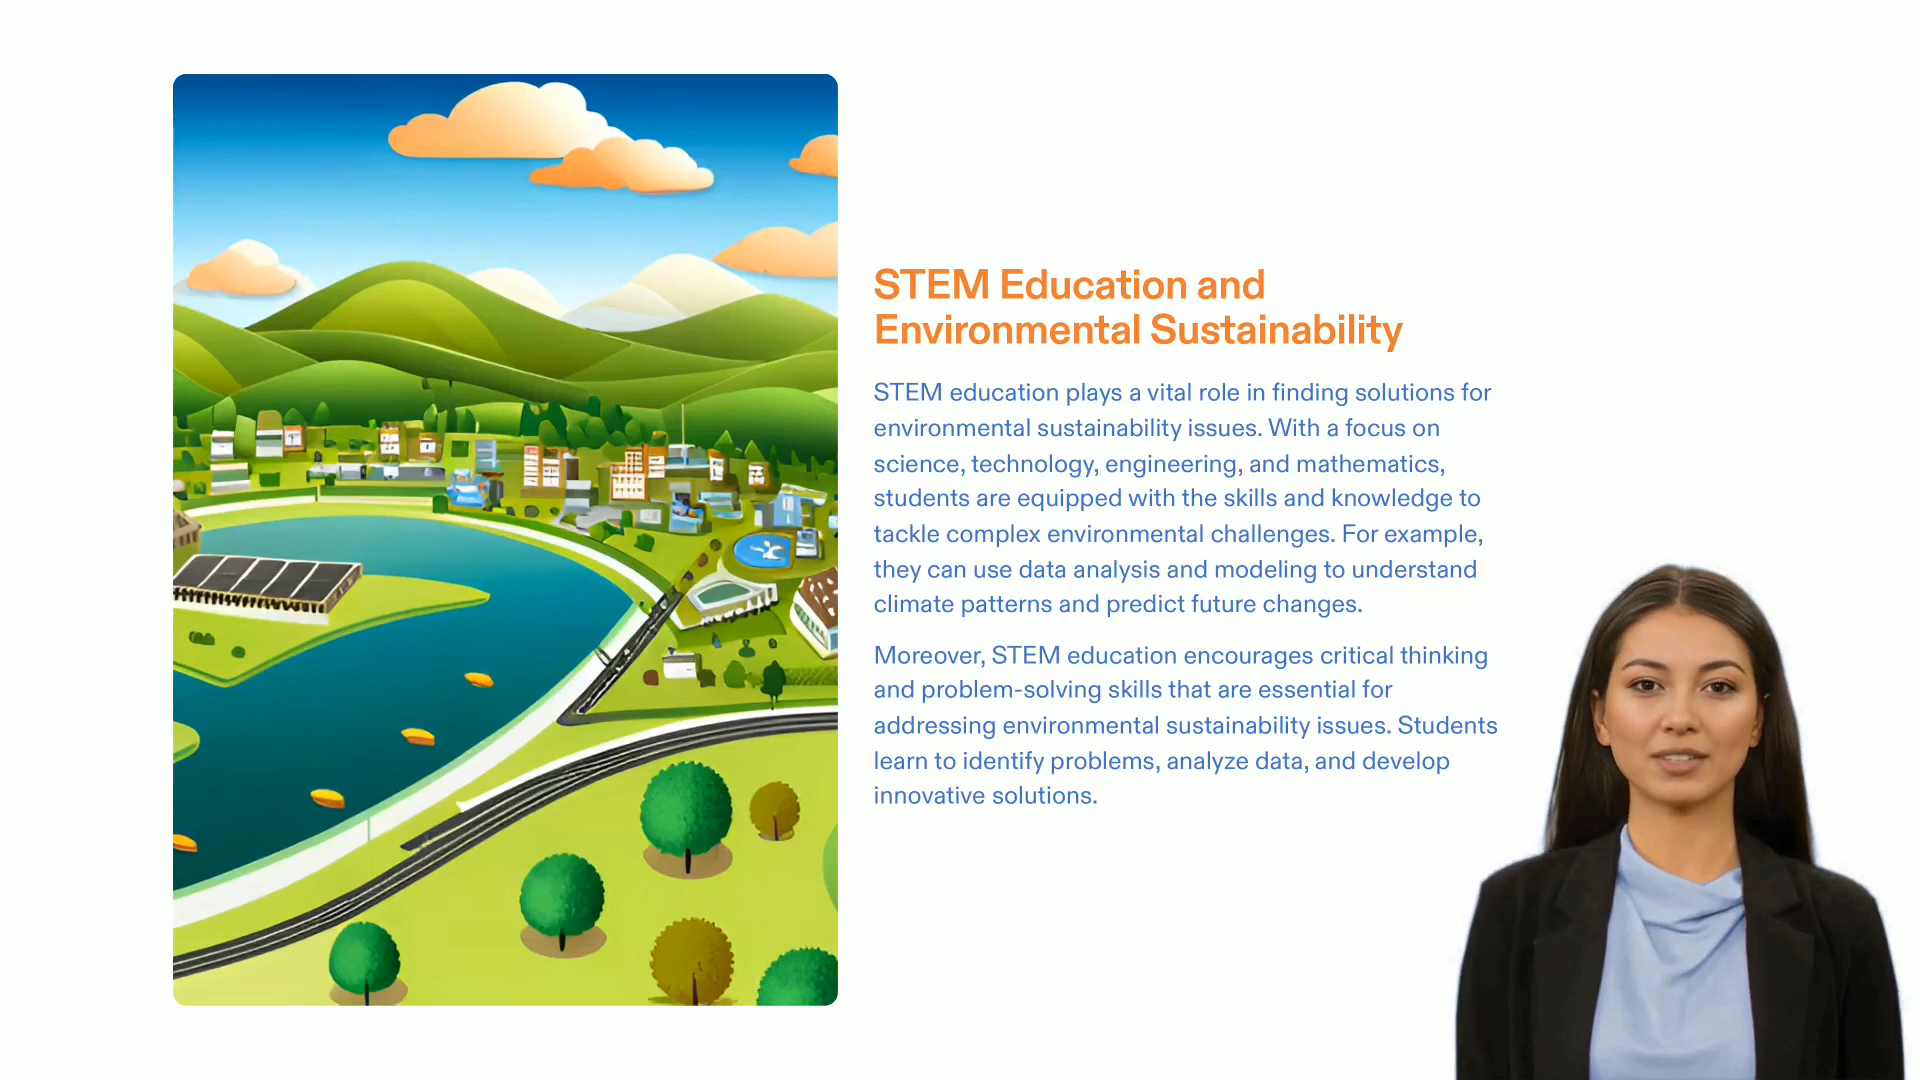 STEM Education and
Environmental Sustainability
STEM education plays a vital role in finding solutions for
environmental sustainability issues. With a focus on
science, technology, engineering, and mathematics,
students are equipped with the skills and knowledge to
tackle complex environmental challenges. For example,
they can use data analysis and modeling to understand
climate patterns and predict future changes.
Moreover, STEM education encourages critical thinking
and problem-solving skills that are essential for
addressing environmental sustainability issues. Students
learn to identify problems, analyze data, and develop
innovative solutions.